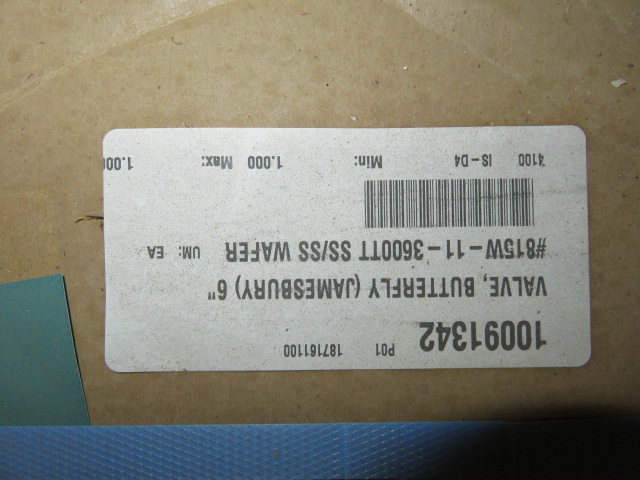 10091342 P01 187161100
VALVE, BUTTERFLY (JAMESBURY) 6"
#815W-11-3600TT SS/SS WAFER UM: EA
4100 IS-D4 Min: 1.000 Max: 1.000